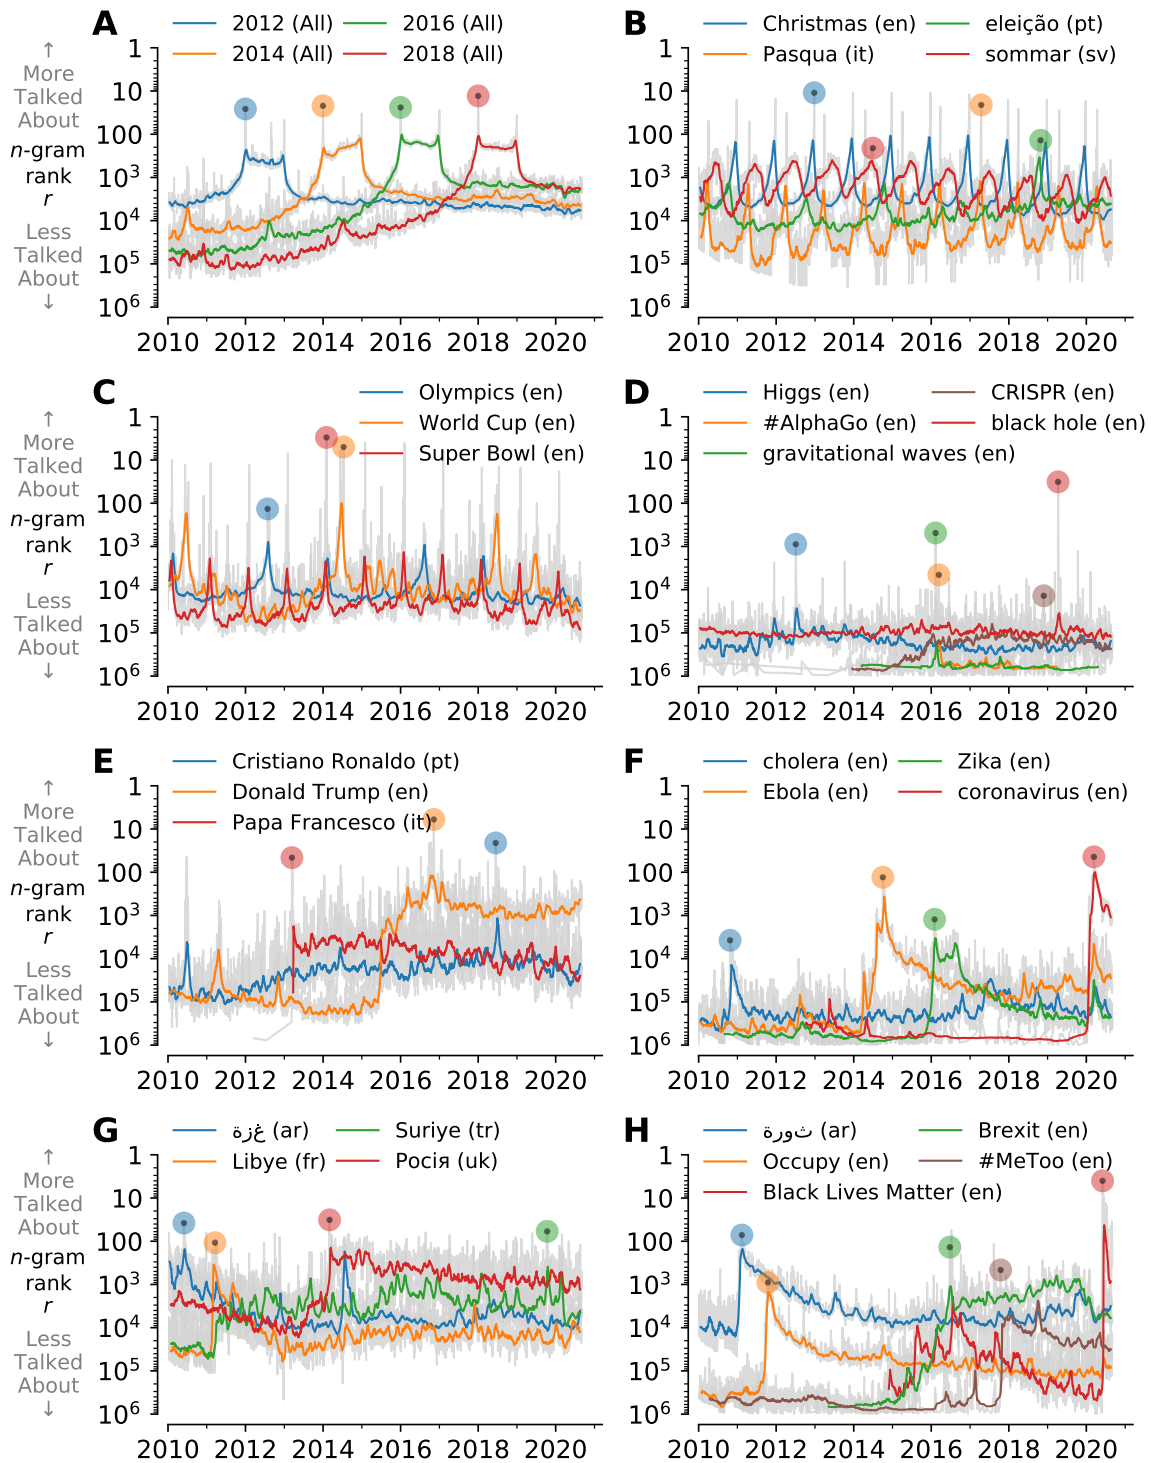 A
2012 (All)
2016 (All)
2014 (All)
2018 (All)
↑
More
Talked
About
n-gram
rank
r
Less
Talked
About
↓
1
10
100
10³
10⁴
10⁵
10⁶
2010 2012 2014 2016 2018 2020
B
Christmas (en)
eleição (pt)
Pasqua (it)
sommar (sv)
1
10
100
10³
10⁴
10⁵
10⁶
2010 2012 2014 2016 2018 2020
C
Olympics (en)
World Cup (en)
Super Bowl (en)
↑
More
Talked
About
n-gram
rank
r
Less
Talked
About
↓
1
10
100
10³
10⁴
10⁵
10⁶
2010 2012 2014 2016 2018 2020
D
Higgs (en)
CRISPR (en)
#AlphaGo (en)
black hole (en)
gravitational waves (en)
1
10
100
10³
10⁴
10⁵
10⁶
2010 2012 2014 2016 2018 2020
E
Cristiano Ronaldo (pt)
Donald Trump (en)
Papa Francesco (it)
↑
More
Talked
About
n-gram
rank
r
Less
Talked
About
↓
1
10
100
10³
10⁴
10⁵
10⁶
2010 2012 2014 2016 2018 2020
F
cholera (en)
Zika (en)
Ebola (en)
coronavirus (en)
1
10
100
10³
10⁴
10⁵
10⁶
2010 2012 2014 2016 2018 2020
G
غزة (ar)
Suriye (tr)
Libye (fr)
Росія (uk)
↑
More
Talked
About
n-gram
rank
r
Less
Talked
About
↓
1
10
100
10³
10⁴
10⁵
10⁶
2010 2012 2014 2016 2018 2020
H
ثورة (ar)
Brexit (en)
Occupy (en)
#MeToo (en)
Black Lives Matter (en)
1
10
100
10³
10⁴
10⁵
10⁶
2010 2012 2014 2016 2018 2020